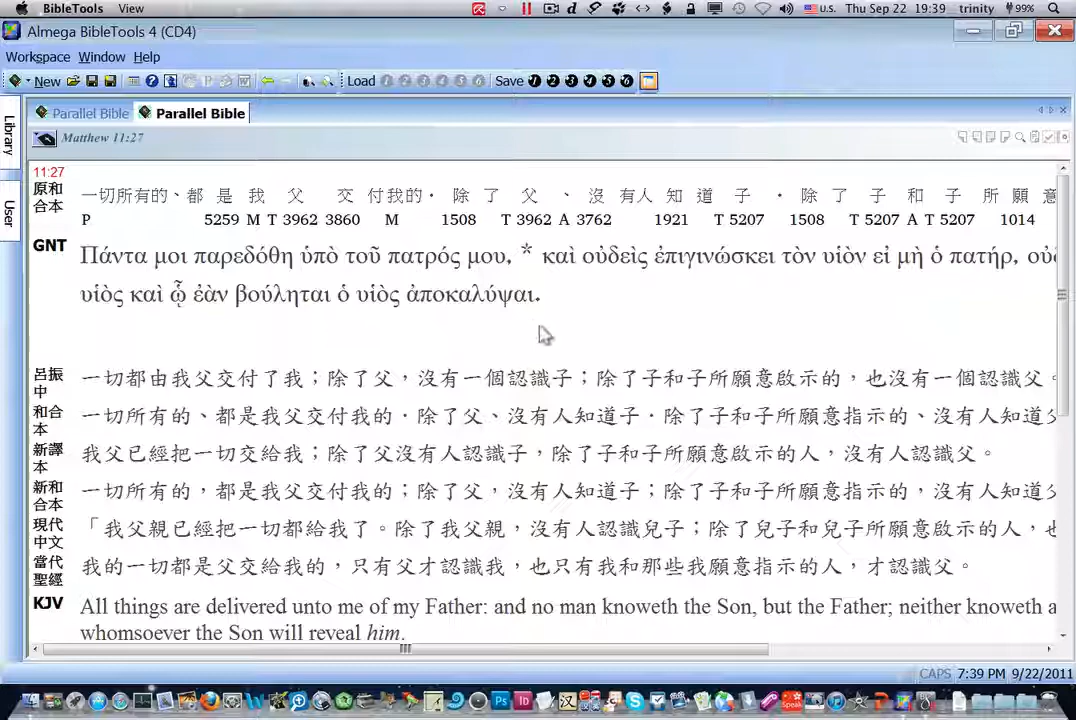 BibleTools View U.S. Thu Sep 22 19:39 trinity 99%
Almega BibleTools 4 (CD4)
Workspace Window Help
New Load 1 2 3 4 5 6 Save 1 2 3 4 5 6
Parallel Bible Parallel Bible
Library
User
Matthew 11:27
11:27
原和合本 一切所有的、都 是 我 父 交 付我的· 除 了 父 、 沒 有人 知 道 子 · 除 了 子 和 子 所 願 意
P 5259 M T 3962 3860 M 1508 T 3962 A 3762 1921 T 5207 1508 T 5207 A T 5207 1014
GNT Πάντα μοι παρεδόθη ὑπὸ τοῦ πατρός μου, * καὶ οὐδεὶς ἐπιγινώσκει τὸν υἱὸν εἰ μὴ ὁ πατήρ, οὐδ
υἱὸς καὶ ᾧ ἐὰν βούληται ὁ υἱὸς ἀποκαλύψαι.
呂振中 一切都由我父交付了我；除了父，沒有一個認識子；除了子和子所願意啟示的，也沒有一個認識父。
和合本 一切所有的、都是我父交付我的·除了父、沒有人知道子·除了子和子所願意指示的、沒有人知道父
新譯本 我父已經把一切交給我；除了父沒有人認識子，除了子和子所願意啟示的人，沒有人認識父。
新和合本 一切所有的，都是我父交付我的；除了父，沒有人知道子；除了子和子所願意指示的，沒有人知道父
現代中文 「我父親已經把一切都給我了。除了我父親，沒有人認識兒子；除了兒子和兒子所願意啟示的人，也
當代聖經 我的一切都是父交給我的，只有父才認識我，也只有我和那些我願意指示的人，才認識父。
KJV All things are delivered unto me of my Father: and no man knoweth the Son, but the Father; neither knoweth a
whomsoever the Son will reveal him.
CAPS 7:39 PM 9/22/2011